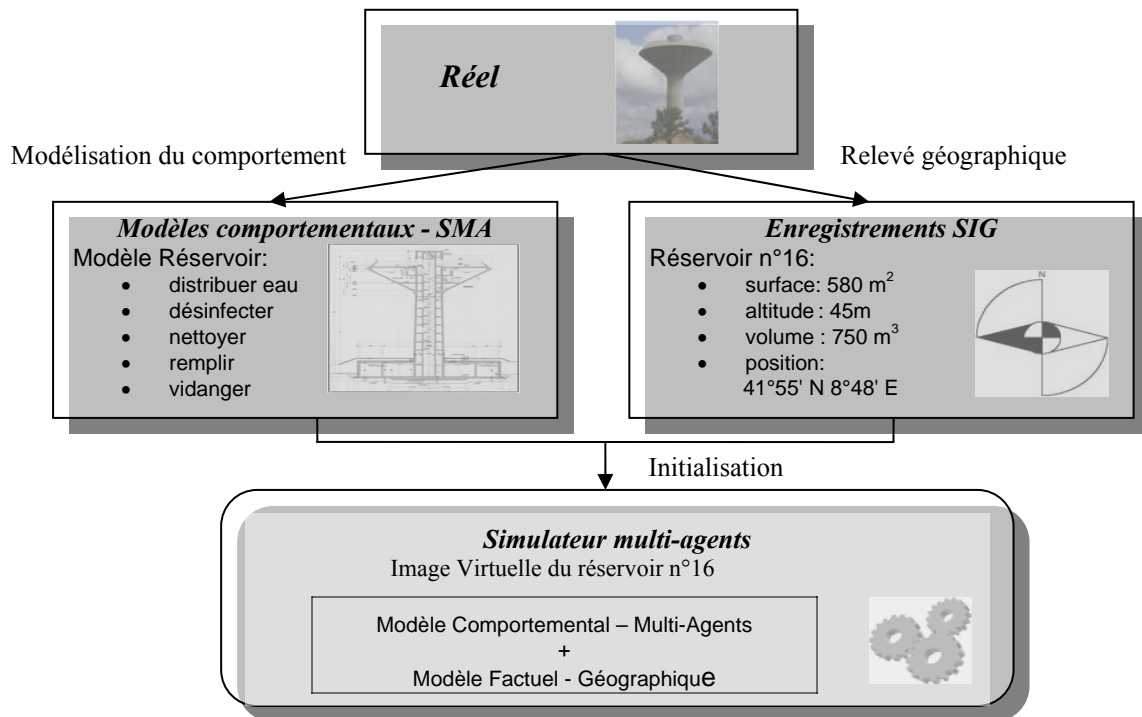 Réel
Modélisation du comportement
Relevé géographique
Modèles comportementaux - SMA
Modèle Réservoir:
• distribuer eau
• désinfecter
• nettoyer
• remplir
• vidanger
Enregistrements SIG
Réservoir n°16:
• surface: 580 m²
• altitude : 45m
• volume : 750 m³
• position:
41°55' N 8°48' E
N
Initialisation
Simulateur multi-agents
Image Virtuelle du réservoir n°16
Modèle Comportemental – Multi-Agents
+
Modèle Factuel - Géographique